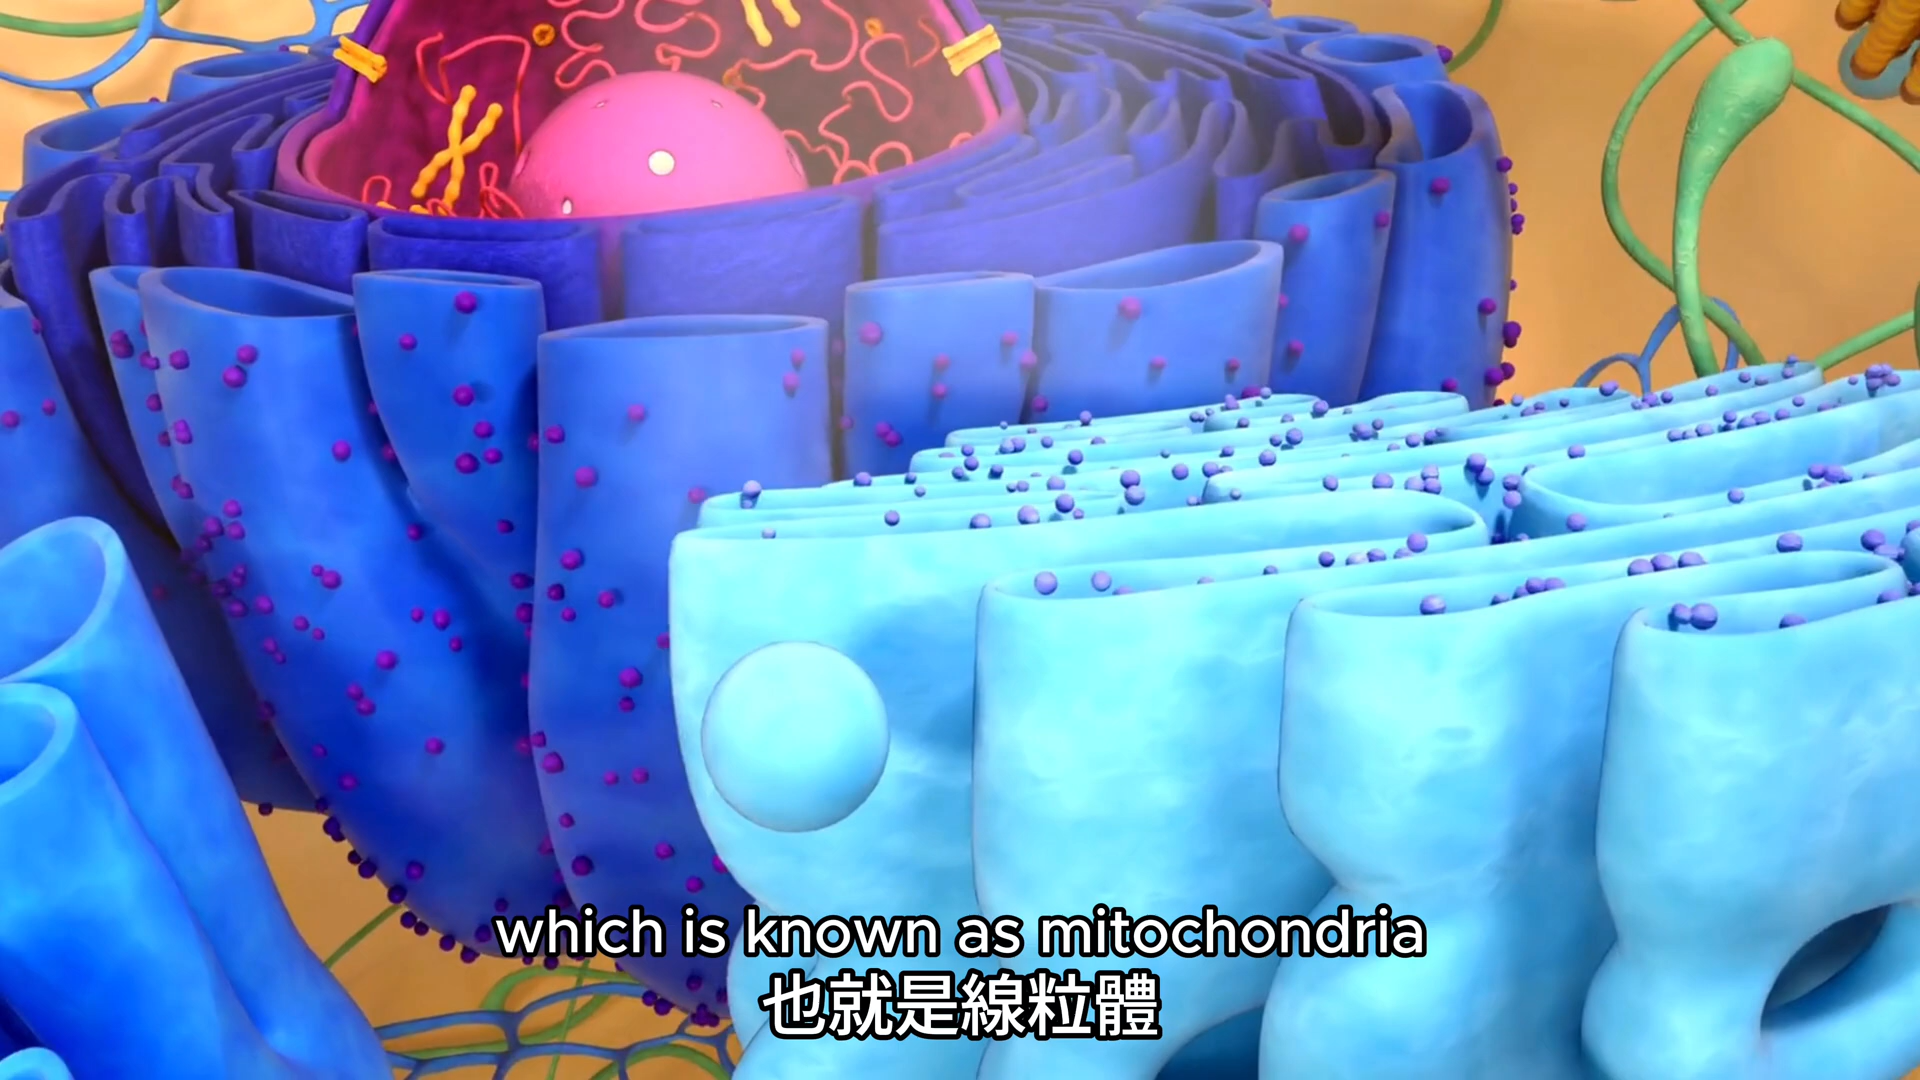 which is known as mitochondria
也就是線粒體